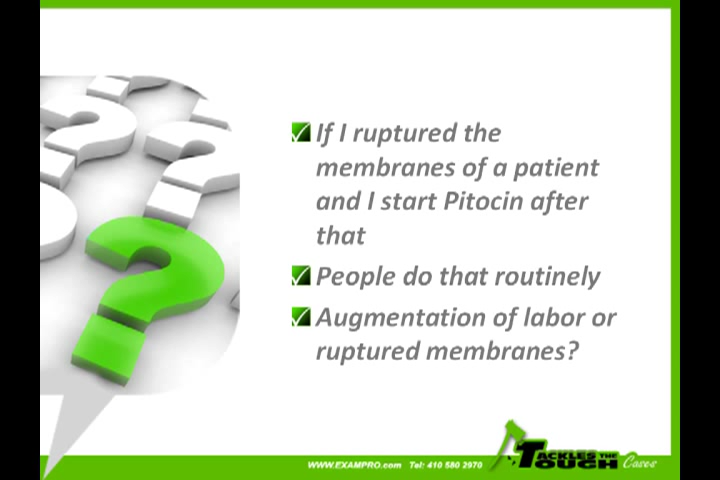 If I ruptured the
membranes of a patient
and I start Pitocin after
that
People do that routinely
Augmentation of labor or
ruptured membranes?
WWW.EXAMPRO.com Tel: 410 580 2970
TACKLES THE
TOUGH Cases